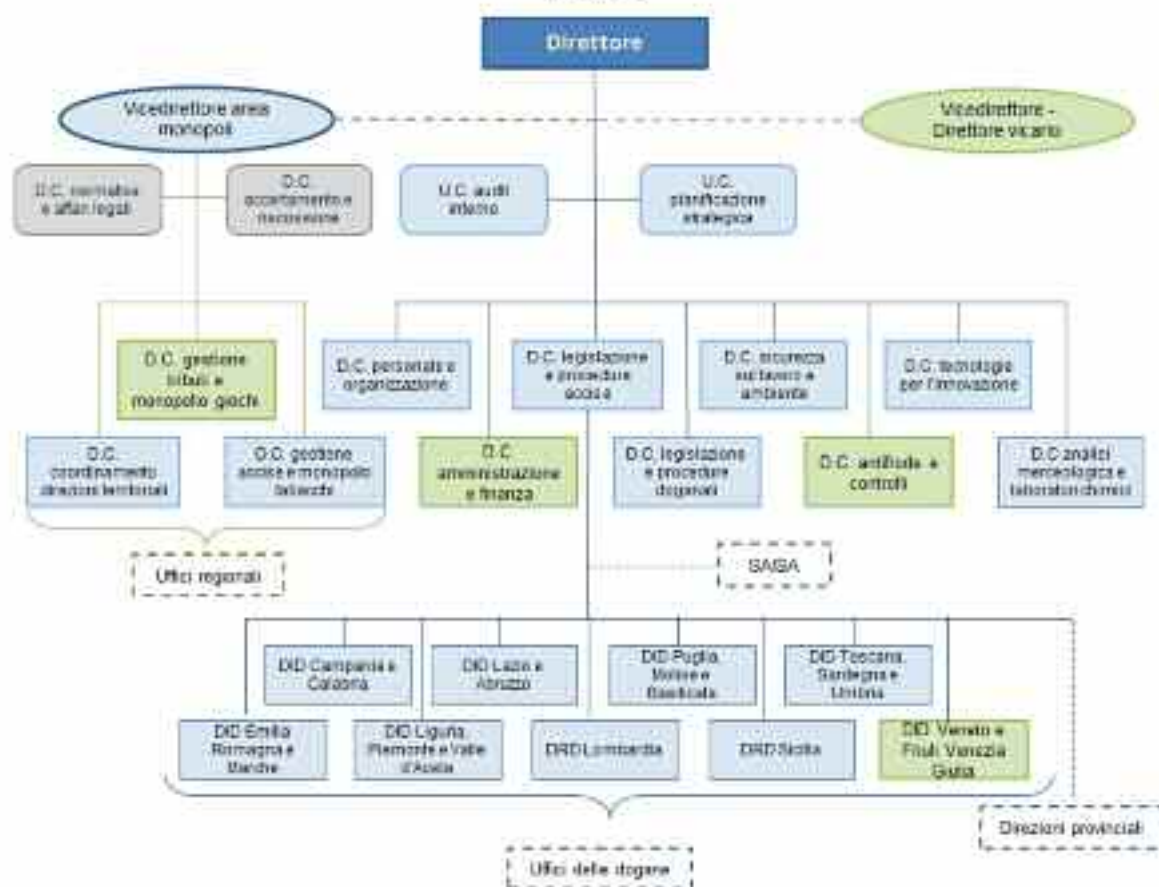 Direttore
Vicedirettore area
monopoli
Vicedirettore -
Direttore vicario
D.C. normativa
e affari legali
D.C.
accertamento e
riscossione
U.C. audit
interno
U.C.
pianificazione
strategica
D.C. gestione
tributi e
monopolio giochi
D.C. personale e
organizzazione
D.C. legislazione
e procedure
accise
D.C. sicurezza
sul lavoro e
ambiente
D.C. tecnologie
per l'innovazione
D.C.
coordinamento
direzioni territoriali
D.C. gestione
accise e monopolio
tabacchi
D.C.
amministrazione
e finanza
D.C. legislazione
e procedure
doganali
D.C. antifrode e
controlli
D.C analisi
merceologica e
laboratori chimici
Uffici regionali
SAISA
DID Campania e
Calabria
DID Lazio e
Abruzzo
DID Puglia,
Molise e
Basilicata
DID Toscana,
Sardegna e
Umbria
DID Emilia
Romagna e
Marche
DID Liguria,
Piemonte e Valle
d'Aosta
DRD Lombardia
DRD Sicilia
DID Veneto e
Friuli Venezia
Giulia
Direzioni provinciali
Uffici delle dogane